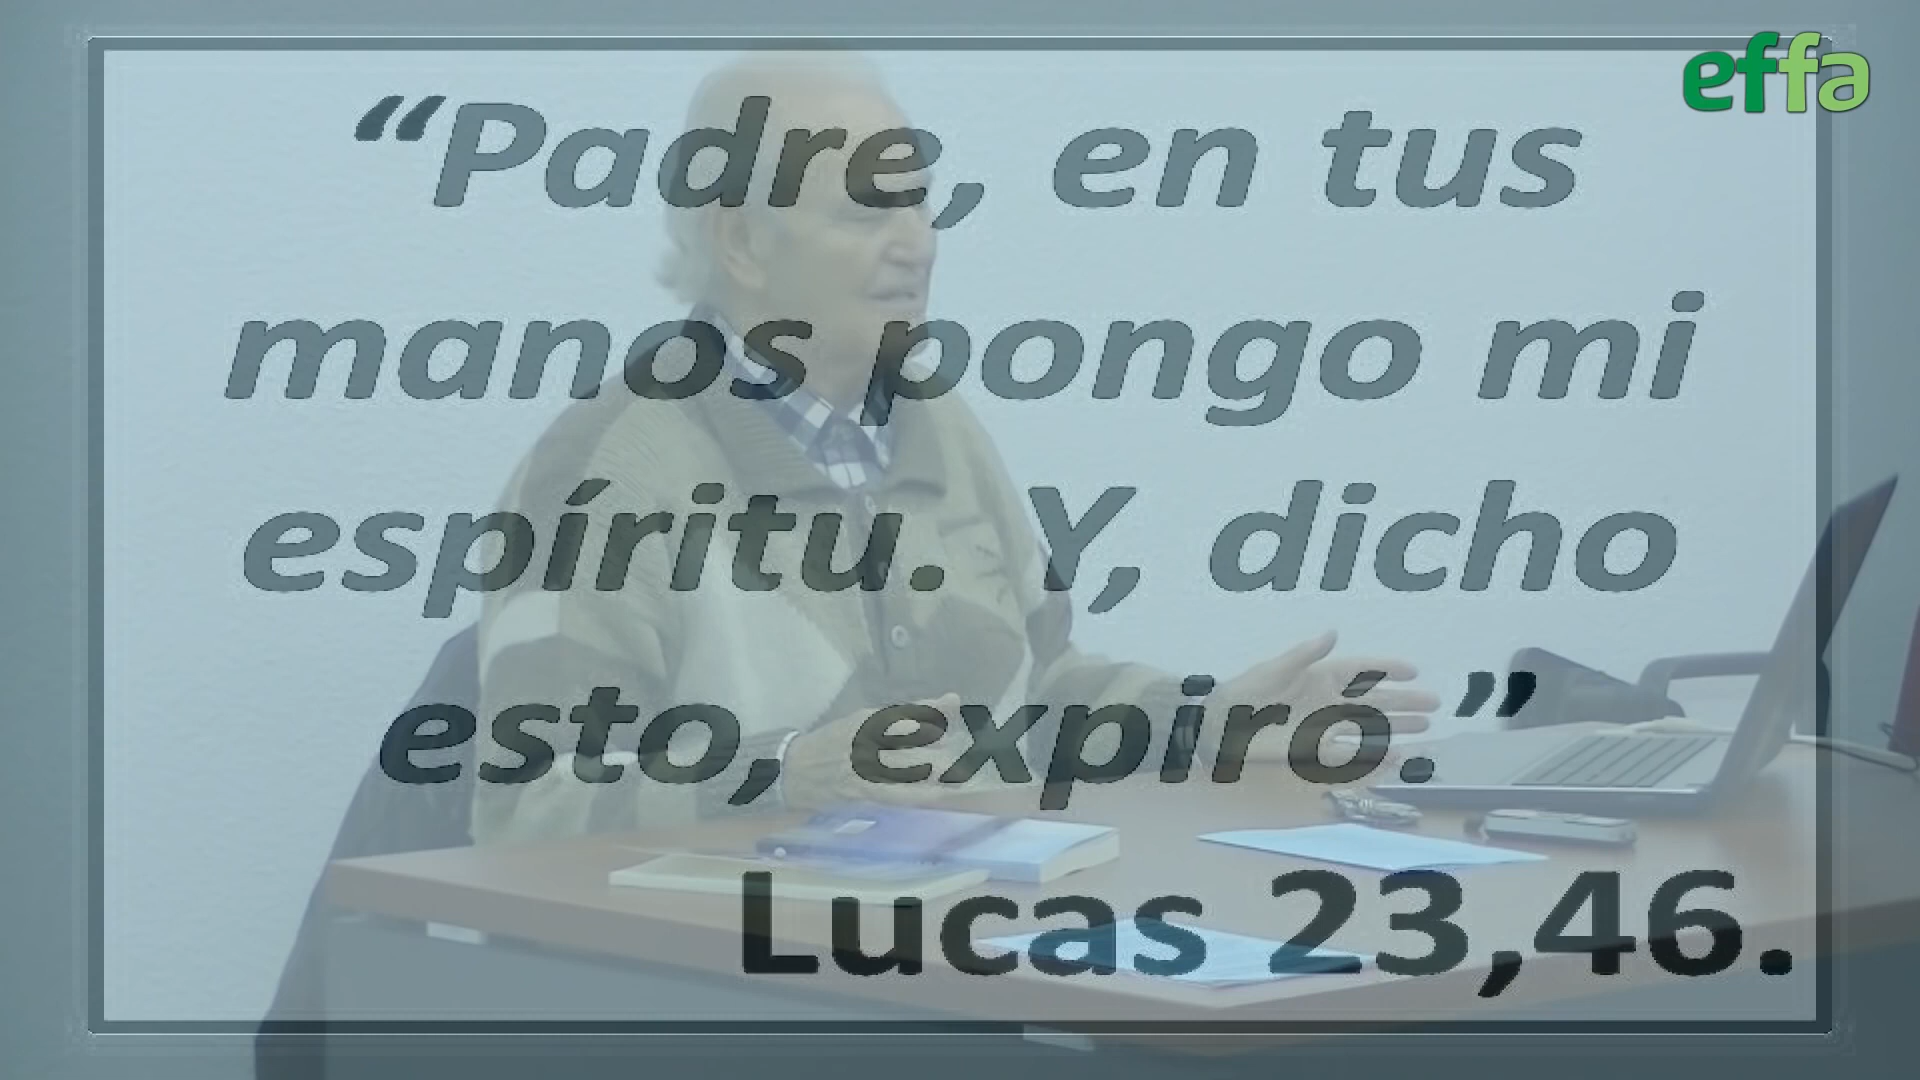 effa
“Padre, en tus
manos pongo mi
espíritu. Y, dicho
esto, expiró.”
Lucas 23,46.